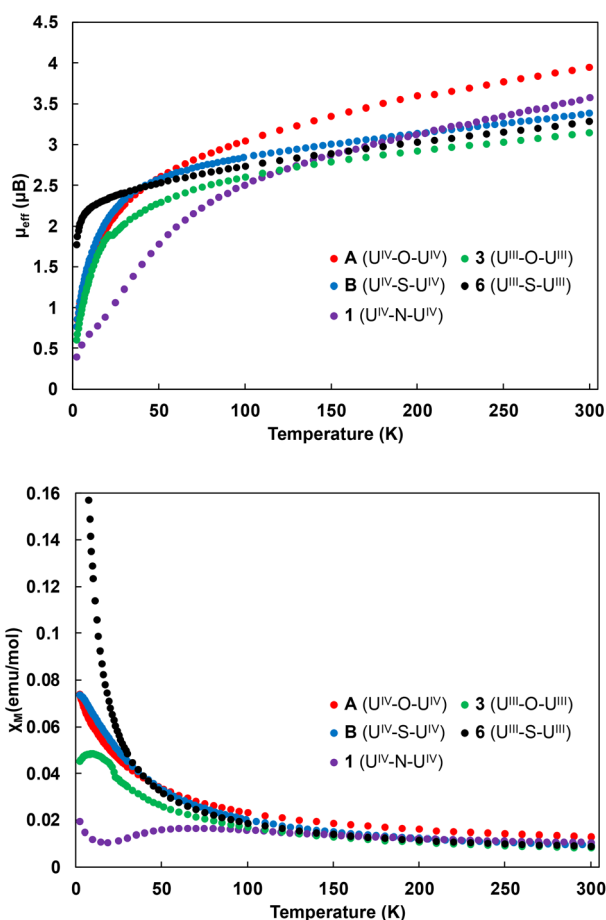 4.5
4
3.5
3
2.5
2
1.5
1
0.5
0
μeff (μB)
A (Uᴵⱽ-O-Uᴵⱽ) 3 (Uᴵᴵᴵ-O-Uᴵᴵᴵ)
B (Uᴵⱽ-S-Uᴵⱽ) 6 (Uᴵᴵᴵ-S-Uᴵᴵᴵ)
1 (Uᴵⱽ-N-Uᴵⱽ)
0 50 100 150 200 250 300
Temperature (K)
0.16
0.14
0.12
0.1
0.08
0.06
0.04
0.02
0
χM(emu/mol)
A (Uᴵⱽ-O-Uᴵⱽ) 3 (Uᴵᴵᴵ-O-Uᴵᴵᴵ)
B (Uᴵⱽ-S-Uᴵⱽ) 6 (Uᴵᴵᴵ-S-Uᴵᴵᴵ)
1 (Uᴵⱽ-N-Uᴵⱽ)
0 50 100 150 200 250 300
Temperature (K)